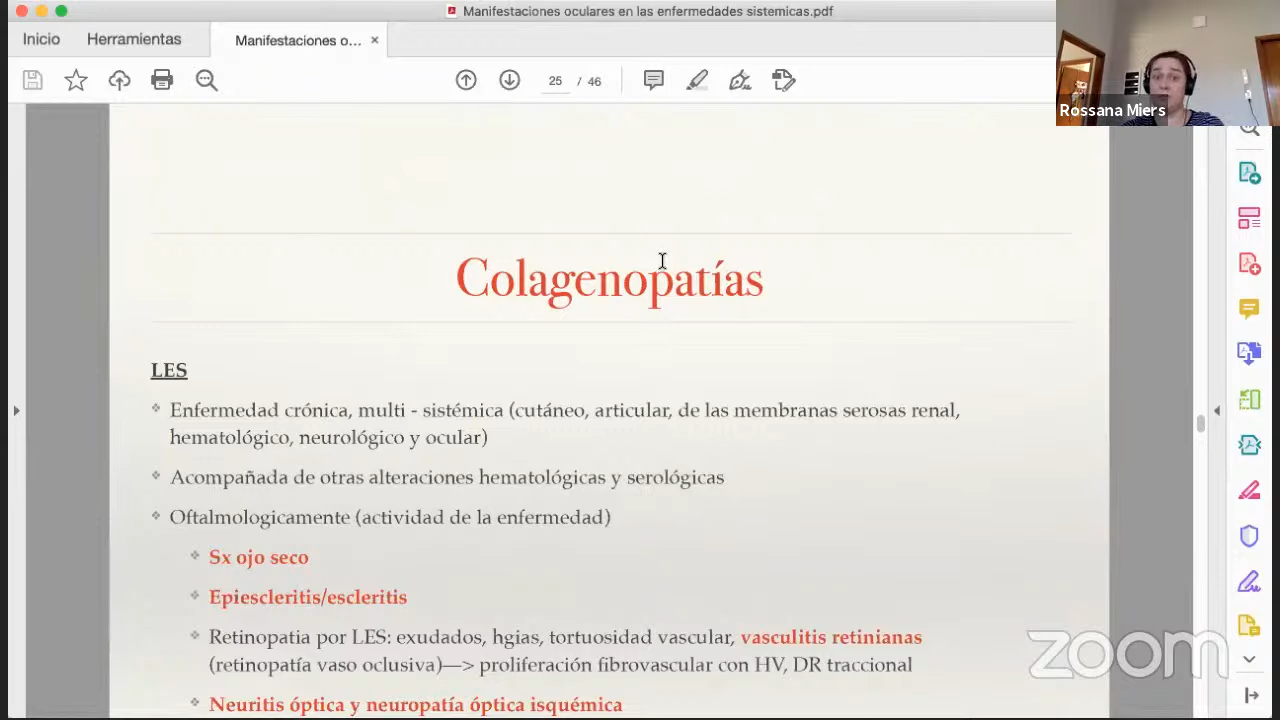 Manifestaciones oculares en las enfermedades sistemicas.pdf
Inicio
Herramientas
Manifestaciones o... ×
25 / 46
Rossana Miers
Colagenopatías
LES
Enfermedad crónica, multi - sistémica (cutáneo, articular, de las membranas serosas renal,
hematológico, neurológico y ocular)
Acompañada de otras alteraciones hematológicas y serológicas
Oftalmologicamente (actividad de la enfermedad)
Sx ojo seco
Epiescleritis/escleritis
Retinopatia por LES: exudados, hgias, tortuosidad vascular, vasculitis retinianas
(retinopatía vaso oclusiva)—> proliferación fibrovascular con HV, DR traccional
Neuritis óptica y neuropatía óptica isquémica
zoom